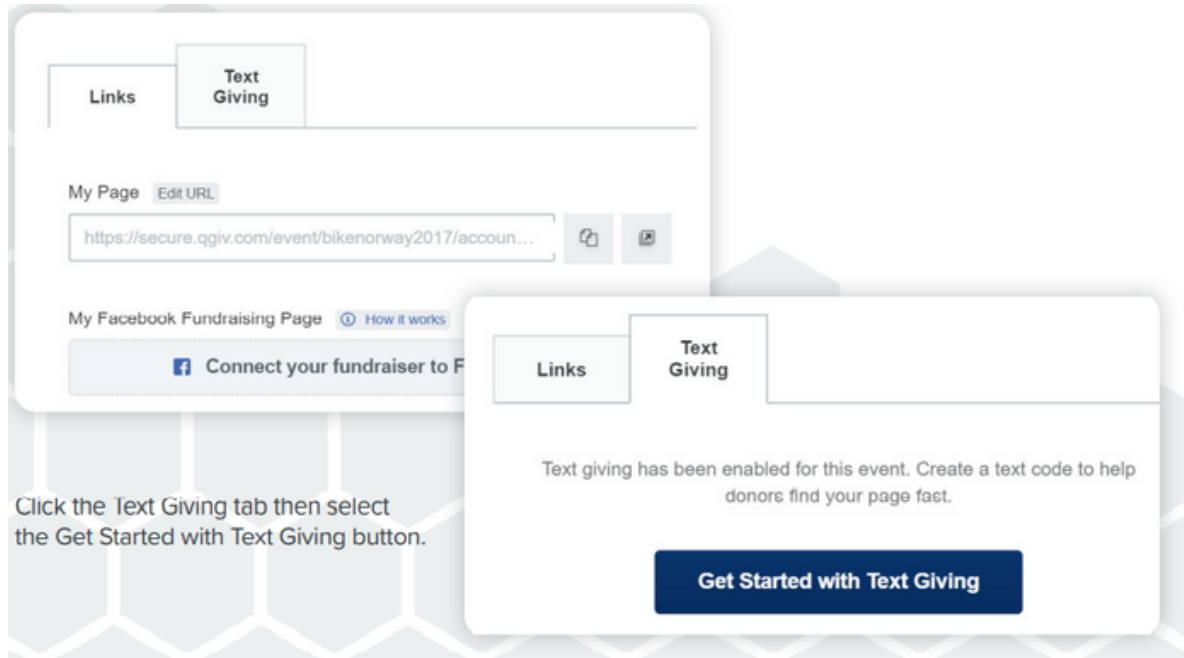 Links
Text
Giving
My Page Edit URL
https://secure.qgiv.com/event/bikenorway2017/accoun...
My Facebook Fundraising Page How it works
Connect your fundraiser to F
Links
Text
Giving
Text giving has been enabled for this event. Create a text code to help
donors find your page fast.
Get Started with Text Giving
Click the Text Giving tab then select
the Get Started with Text Giving button.